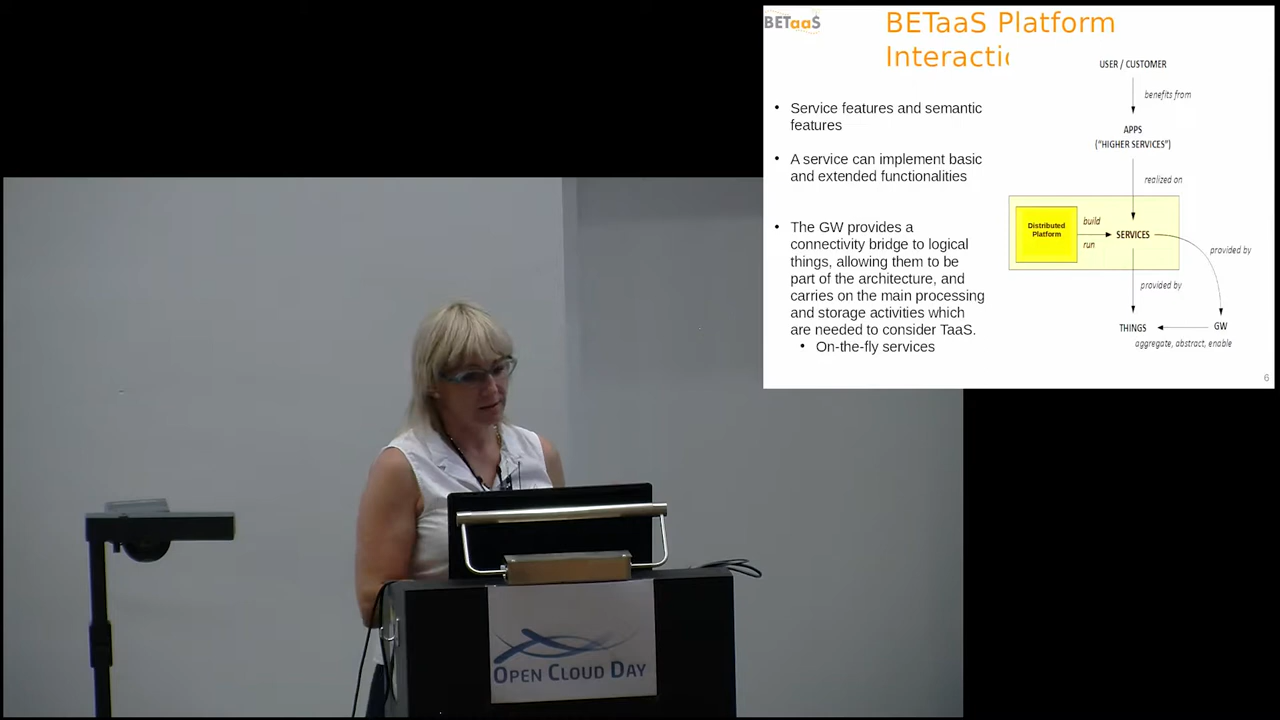 BETaaS
BETaaS Platform
Interactic
• Service features and semantic
features
• A service can implement basic
and extended functionalities
• The GW provides a
connectivity bridge to logical
things, allowing them to be
part of the architecture, and
carries on the main processing
and storage activities which
are needed to consider TaaS.
• On-the-fly services
USER / CUSTOMER
benefits from
APPS
("HIGHER SERVICES")
realized on
Distributed
Platform
build
run
SERVICES
provided by
provided by
THINGS
GW
aggregate, abstract, enable
6
OPEN CLOUD DAY